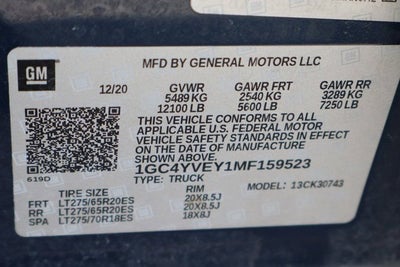 GM
MFD BY GENERAL MOTORS LLC
12/20 GVWR GAWR FRT GAWR RR
5489 KG 2540 KG 3289 KG
12100 LB 5600 LB 7250 LB
THIS VEHICLE CONFORMS TO ALL
APPLICABLE U.S. FEDERAL MOTOR
VEHICLE SAFETY STANDARDS IN EFFECT
ON THE DATE OF MANUFACTURE SHOWN ABOVE.
1GC4YVEY1MF159523
619D TYPE: TRUCK MODEL: 13CK30743
TIRE SIZE RIM
FRT LT275/65R20ES 20X8.5J
RR LT275/65R20ES 20X8.5J
SPA LT275/70R18ES 18X8J